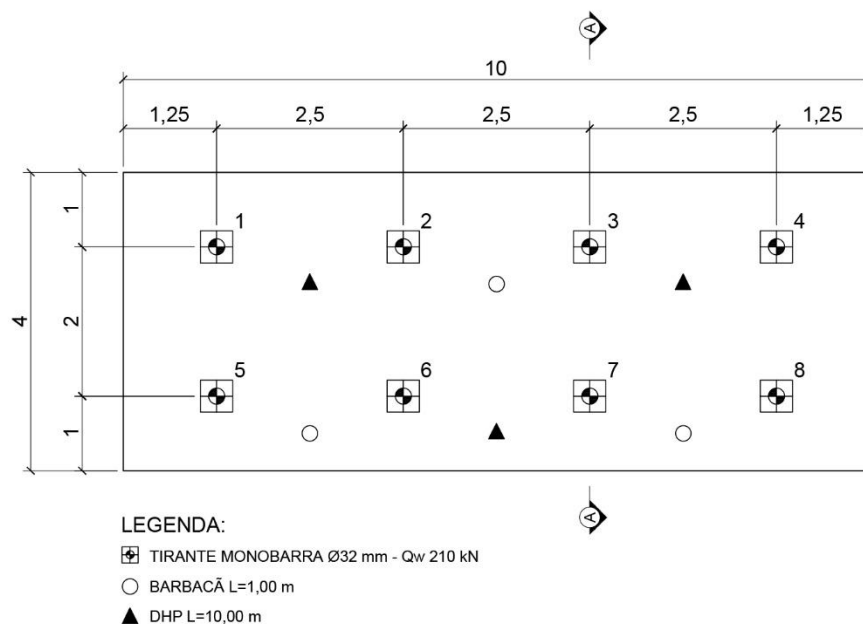 A
10
1,25 2,5 2,5 2,5 1,25
1 2 3 4
1
4
2
5 6 7 8
1
A
LEGENDA:
TIRANTE MONOBARRA Ø32 mm - Qw 210 kN
BARBACÃ L=1,00 m
DHP L=10,00 m